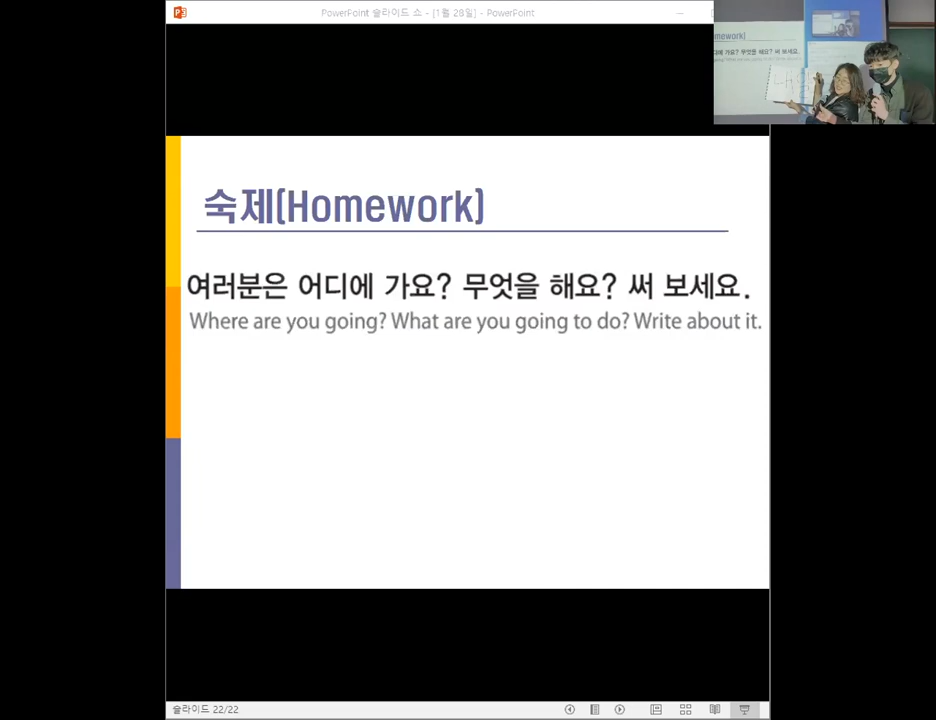 PowerPoint 슬라이드 쇼 - [1월 28일] - PowerPoint
숙제(Homework)
여러분은 어디에 가요? 무엇을 해요? 써 보세요.
Where are you going? What are you going to do? Write about it.
슬라이드 22/22